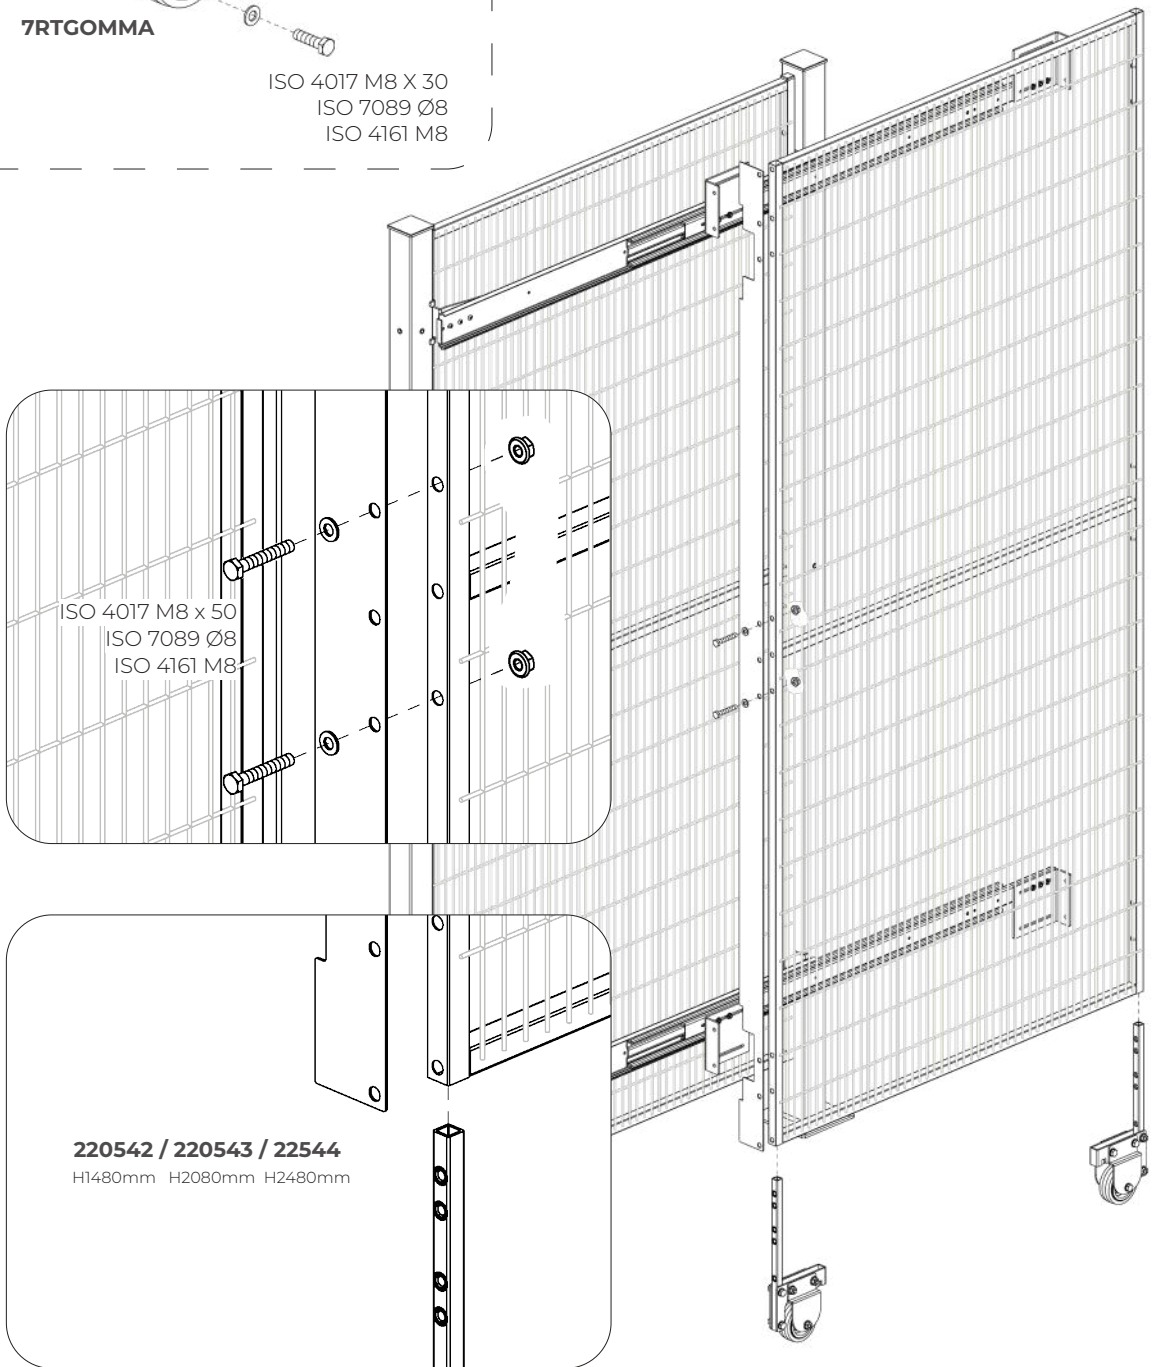 7RTGOMMA
ISO 4017 M8 X 30
ISO 7089 Ø8
ISO 4161 M8
ISO 4017 M8 x 50
ISO 7089 Ø8
ISO 4161 M8
220542 / 220543 / 22544
H1480mm H2080mm H2480mm